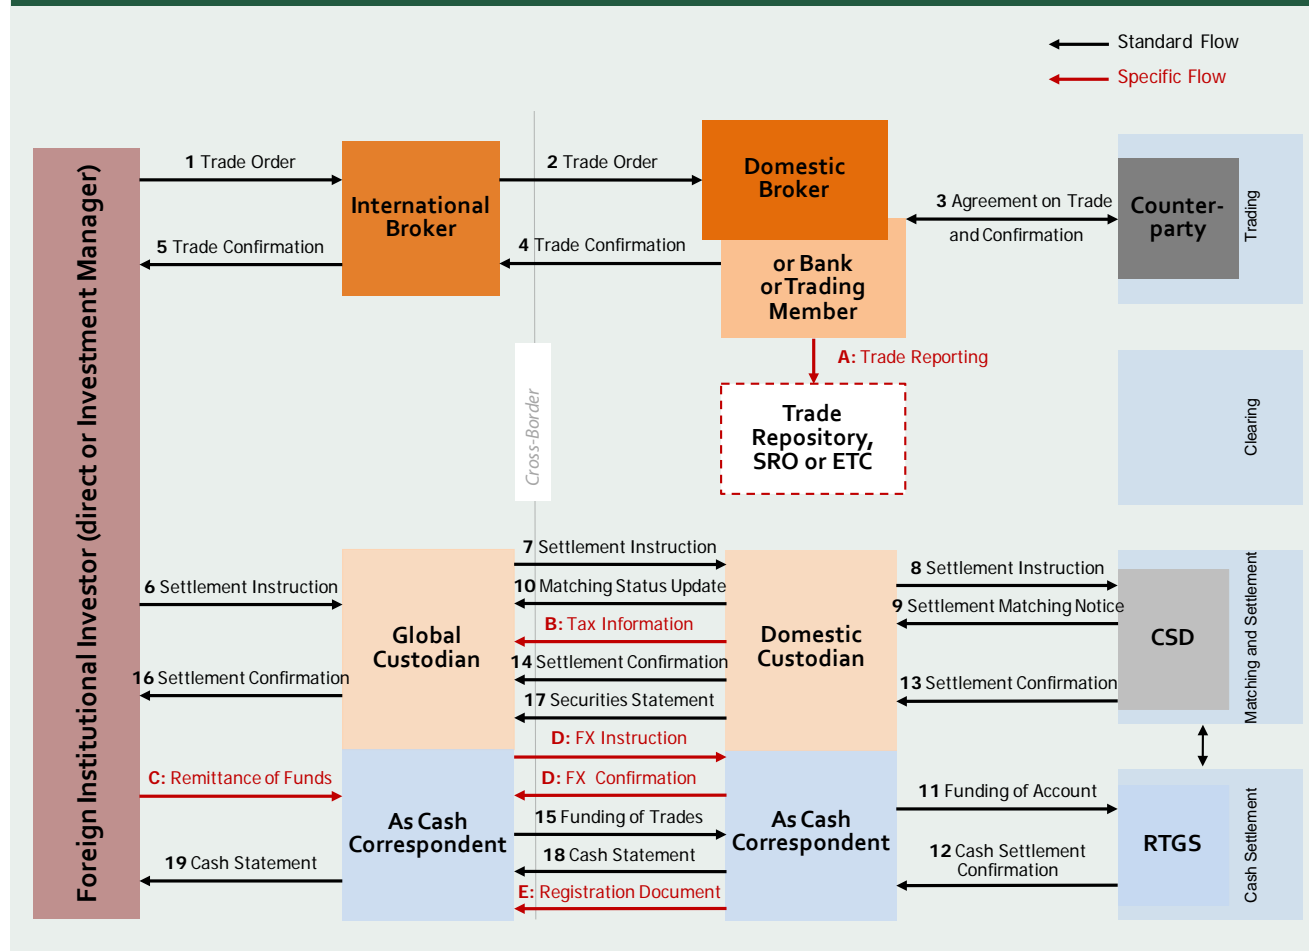 Standard Flow
Specific Flow
Foreign Institutional Investor (direct or Investment Manager)
1 Trade Order
International
Broker
2 Trade Order
Domestic
Broker
3 Agreement on Trade
and Confirmation
Counter-
party
Trading
5 Trade Confirmation
4 Trade Confirmation
or Bank
or Trading
Member
A: Trade Reporting
Cross-Border
Trade
Repository,
SRO or ETC
Clearing
6 Settlement Instruction
16 Settlement Confirmation
Global
Custodian
7 Settlement Instruction
10 Matching Status Update
B: Tax Information
14 Settlement Confirmation
17 Securities Statement
Domestic
Custodian
8 Settlement Instruction
9 Settlement Matching Notice
13 Settlement Confirmation
CSD
Matching and Settlement
C: Remittance of Funds
19 Cash Statement
As Cash
Correspondent
D: FX Instruction
D: FX Confirmation
15 Funding of Trades
18 Cash Statement
E: Registration Document
As Cash
Correspondent
11 Funding of Account
12 Cash Settlement
Confirmation
RTGS
Cash Settlement